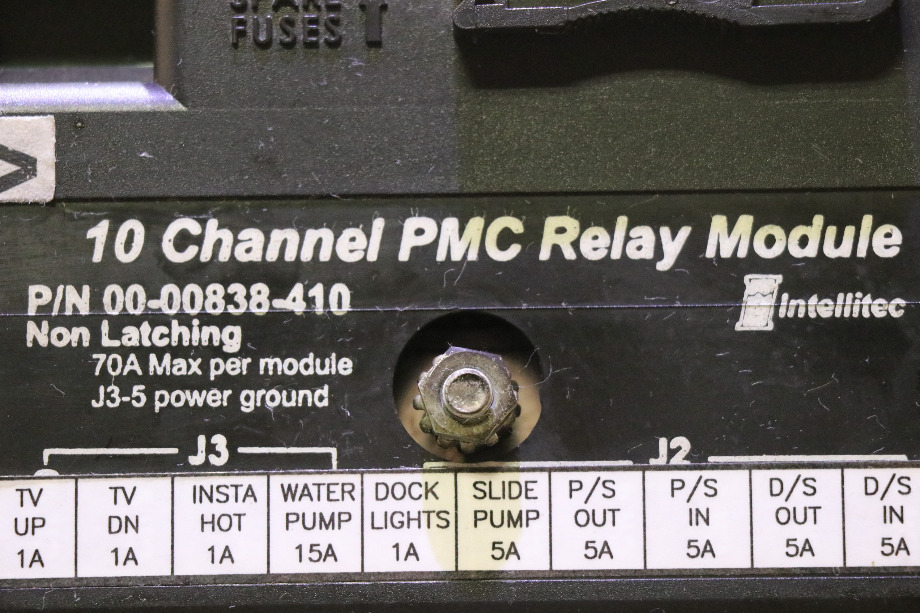 SPARE
FUSES
10 Channel PMC Relay Module
P/N 00-00838-410
Intellitec
Non Latching
70A Max per module
J3-5 power ground
J3
J2
TV UP 1A
TV DN 1A
INSTA HOT 1A
WATER PUMP 15A
DOCK LIGHTS 1A
SLIDE PUMP 5A
P/S OUT 5A
P/S IN 5A
D/S OUT 5A
D/S IN 5A